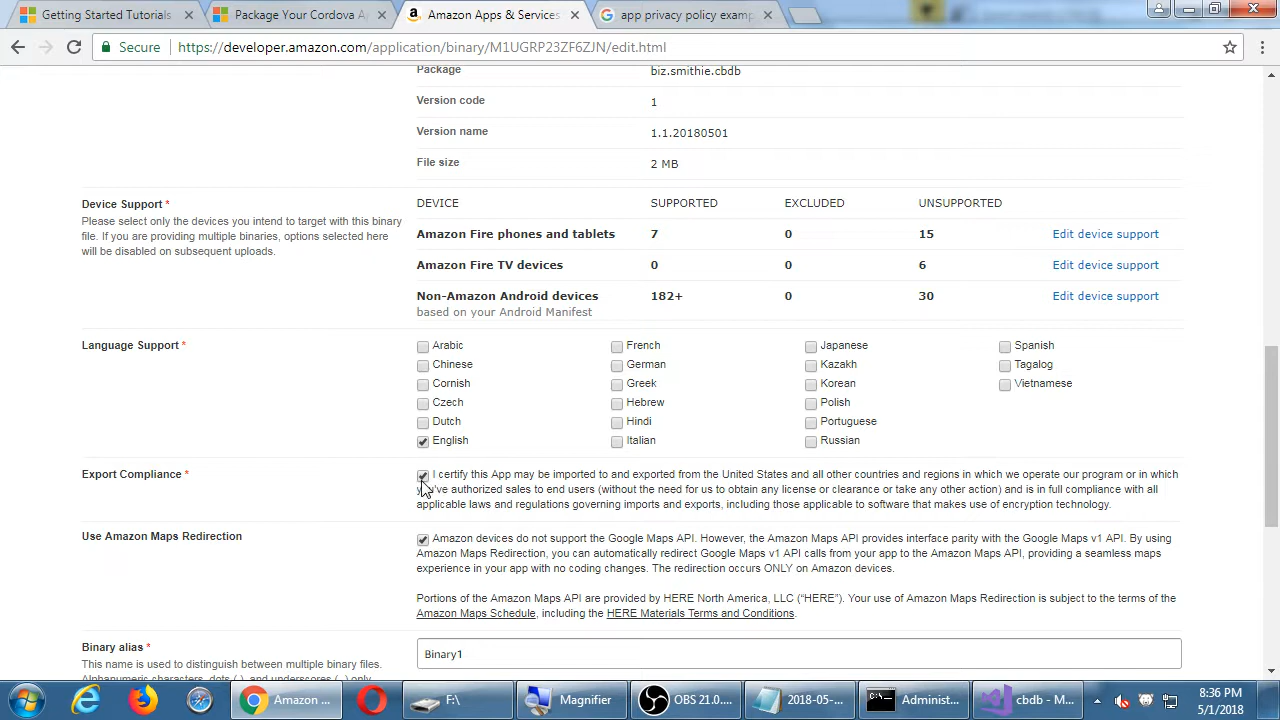 Getting Started Tutorials
Package Your Cordova A
Amazon Apps & Services
app privacy policy examp
Secure
https://developer.amazon.com/application/binary/M1UGRP23ZF6ZJN/edit.html
Package
biz.smithie.cbdb
Version code
1
Version name
1.1.20180501
File size
2 MB
Device Support *
Please select only the devices you intend to target with this binary
file. If you are providing multiple binaries, options selected here
will be disabled on subsequent uploads.
DEVICE SUPPORTED EXCLUDED UNSUPPORTED
Amazon Fire phones and tablets 7 0 15 Edit device support
Amazon Fire TV devices 0 0 6 Edit device support
Non-Amazon Android devices 182+ 0 30 Edit device support
based on your Android Manifest
Language Support *
Arabic French Japanese Spanish
Chinese German Kazakh Tagalog
Cornish Greek Korean Vietnamese
Czech Hebrew Polish
Dutch Hindi Portuguese
English Italian Russian
Export Compliance *
I certify this App may be imported to and exported from the United States and all other countries and regions in which we operate our program or in which
you've authorized sales to end users (without the need for us to obtain any license or clearance or take any other action) and is in full compliance with all
applicable laws and regulations governing imports and exports, including those applicable to software that makes use of encryption technology.
Use Amazon Maps Redirection
Amazon devices do not support the Google Maps API. However, the Amazon Maps API provides interface parity with the Google Maps v1 API. By using
Amazon Maps Redirection, you can automatically redirect Google Maps v1 API calls from your app to the Amazon Maps API, providing a seamless maps
experience in your app with no coding changes. The redirection occurs ONLY on Amazon devices.
Portions of the Amazon Maps API are provided by HERE North America, LLC ("HERE"). Your use of Amazon Maps Redirection is subject to the terms of the
Amazon Maps Schedule, including the HERE Materials Terms and Conditions.
Binary alias *
Binary1
This name is used to distinguish between multiple binary files.
Alphanumeric characters, dots (.), and underscores (_) only
Amazon ...
F:\
Magnifier
OBS 21.0....
2018-05-...
Administ...
cbdb - M...
8:36 PM
5/1/2018